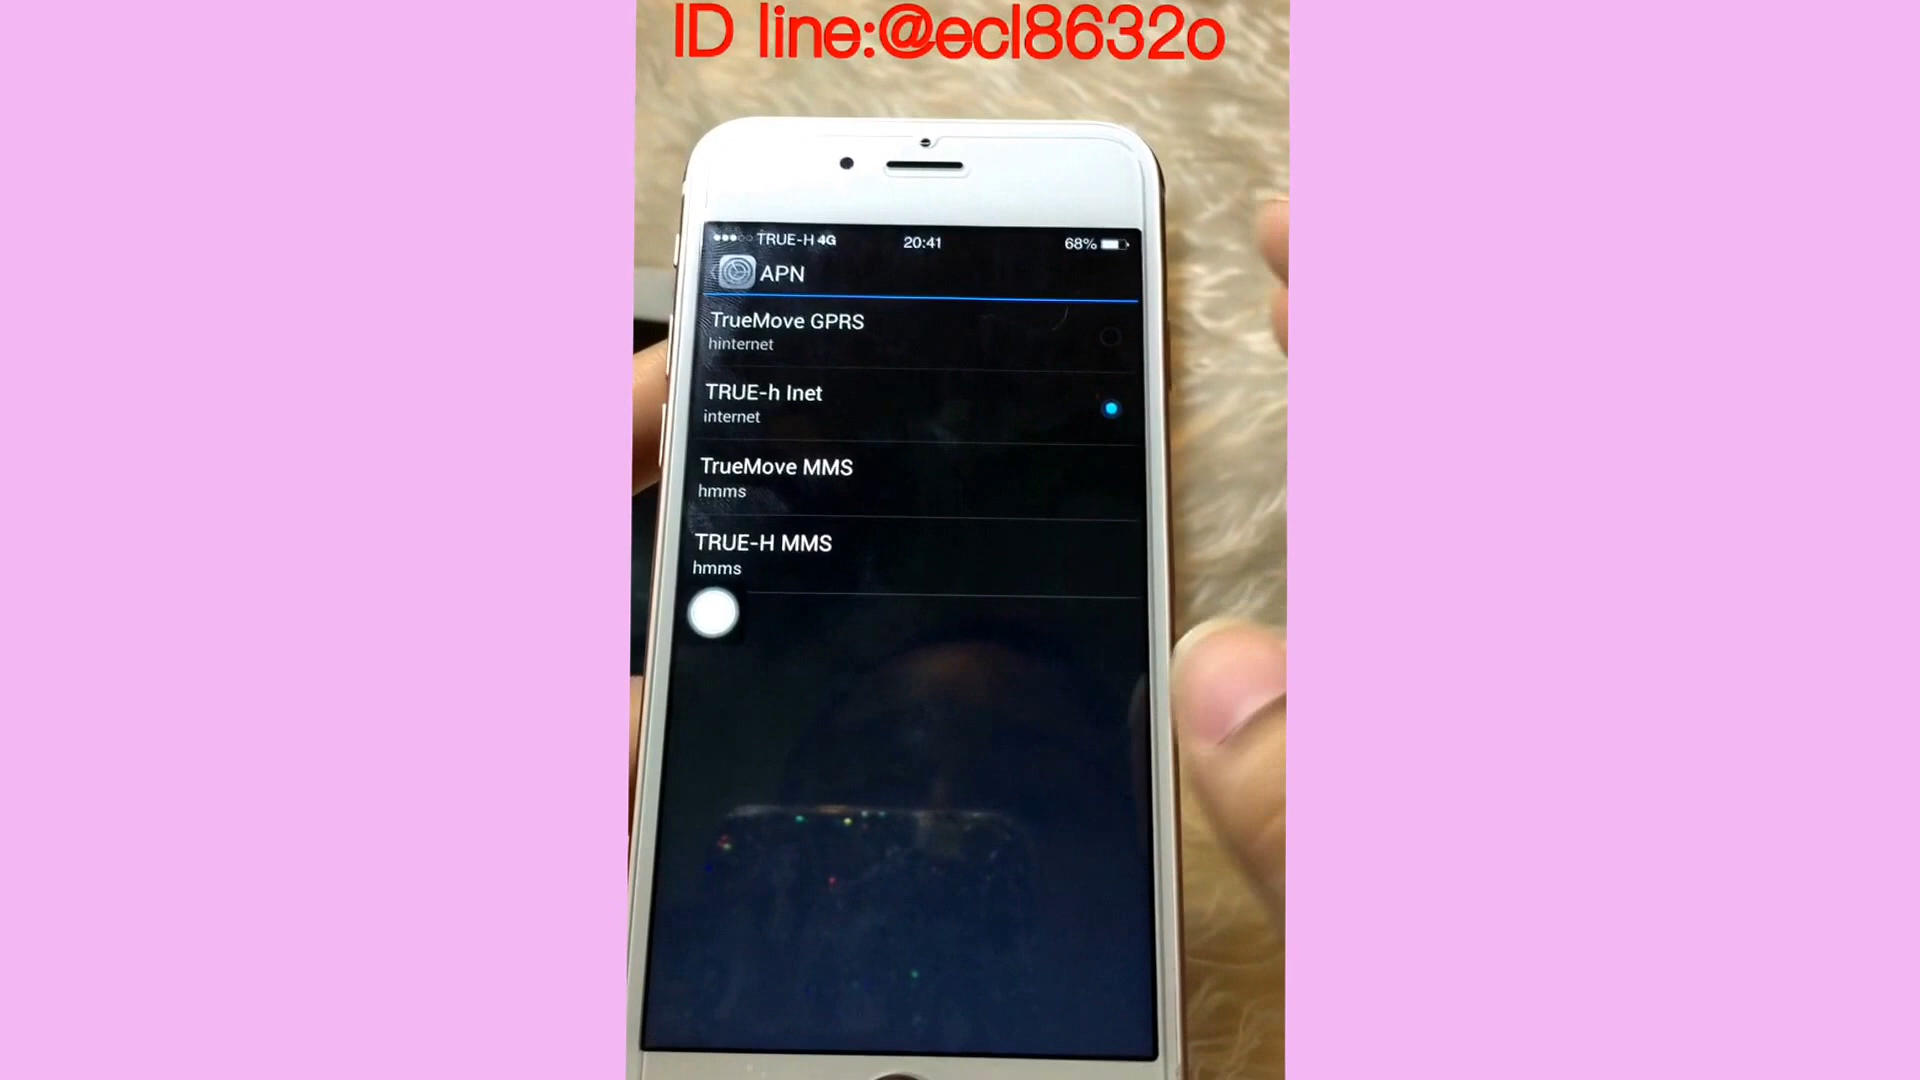 ID line:@ecl8632o
TRUE-H 4G 20:41 68%
APN
TrueMove GPRS
hinternet
TRUE-h Inet
internet
TrueMove MMS
hmms
TRUE-H MMS
hmms